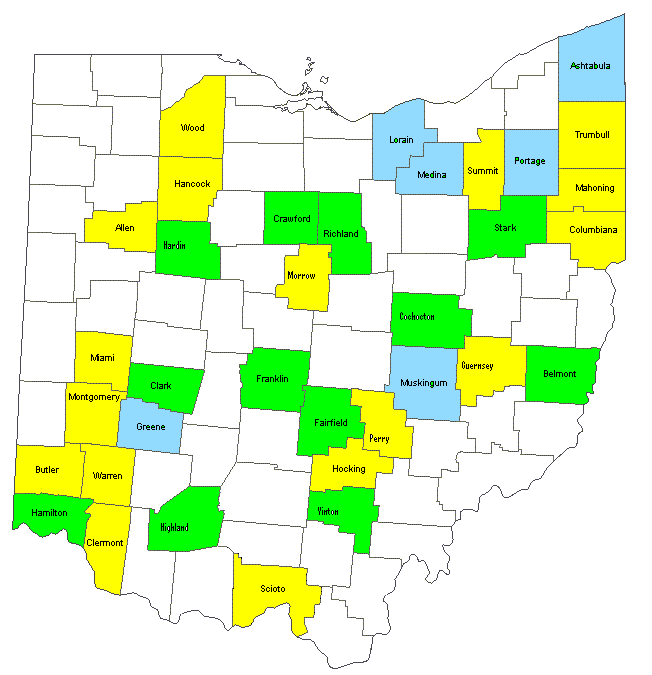 Ashtabula
Wood
Lorain
Trumbull
Portage
Medina
Summit
Hancock
Mahoning
Crawford
Allen
Richland
Stark
Columbiana
Hardin
Morrow
Cochocton
Miami
Guernsey
Belmont
Franklin
Clark
Muskingum
Montgomery
Fairfield
Greene
Perry
Hocking
Butler
Warren
Hamilton
Vinton
Highland
Clermont
Scioto